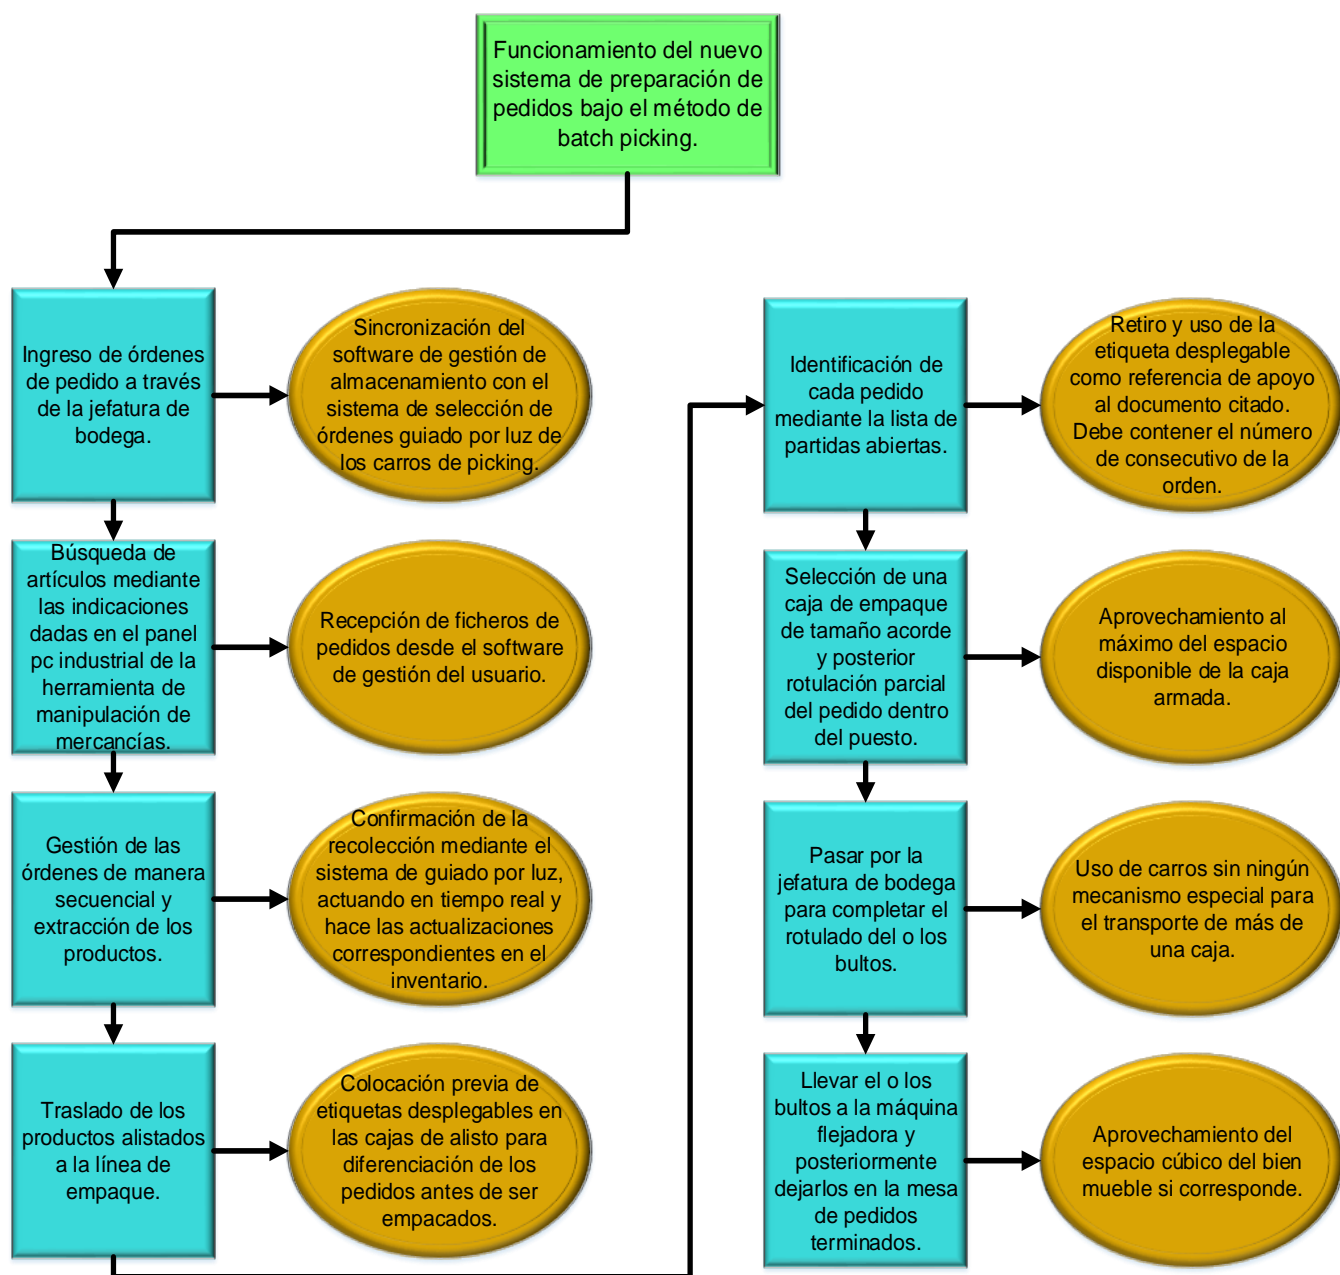 Funcionamiento del nuevo
sistema de preparación de
pedidos bajo el método de
batch picking.
Ingreso de órdenes
de pedido a través
de la jefatura de
bodega.
Sincronización del
software de gestión de
almacenamiento con el
sistema de selección de
órdenes guiado por luz de
los carros de picking.
Búsqueda de
artículos mediante
las indicaciones
dadas en el panel
pc industrial de la
herramienta de
manipulación de
mercancías.
Recepción de ficheros de
pedidos desde el software
de gestión del usuario.
Gestión de las
órdenes de manera
secuencial y
extracción de los
productos.
Confirmación de la
recolección mediante el
sistema de guiado por luz,
actuando en tiempo real y
hace las actualizaciones
correspondientes en el
inventario.
Traslado de los
productos alistados
a la línea de
empaque.
Colocación previa de
etiquetas desplegables en
las cajas de alisto para
diferenciación de los
pedidos antes de ser
empacados.
Identificación de
cada pedido
mediante la lista de
partidas abiertas.
Retiro y uso de la
etiqueta desplegable
como referencia de apoyo
al documento citado.
Debe contener el número
de consecutivo de la
orden.
Selección de una
caja de empaque
de tamaño acorde
y posterior
rotulación parcial
del pedido dentro
del puesto.
Aprovechamiento al
máximo del espacio
disponible de la caja
armada.
Pasar por la
jefatura de bodega
para completar el
rotulado del o los
bultos.
Uso de carros sin ningún
mecanismo especial para
el transporte de más de
una caja.
Llevar el o los
bultos a la máquina
flejadora y
posteriormente
dejarlos en la mesa
de pedidos
terminados.
Aprovechamiento del
espacio cúbico del bien
mueble si corresponde.